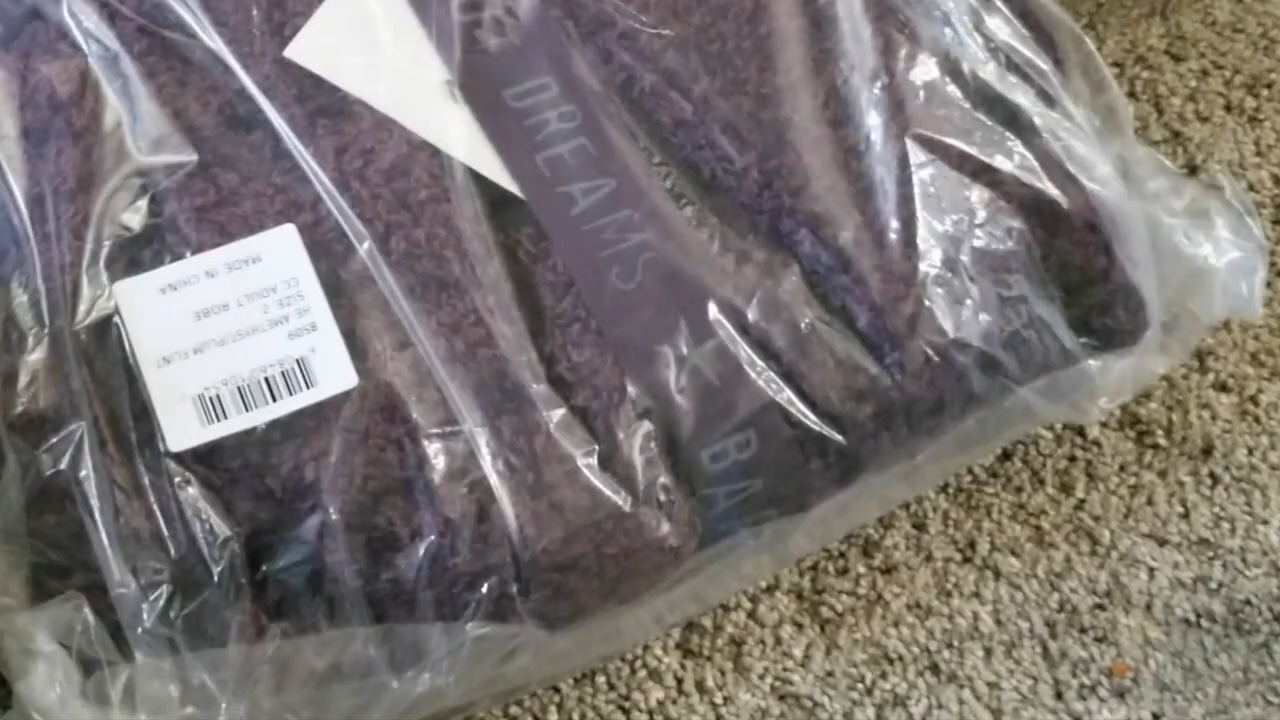 DREAMS
BA
B509
HE AMETHYST/PLUM FLINT
SIZE 2
CC ADULT ROBE
MADE IN CHINA